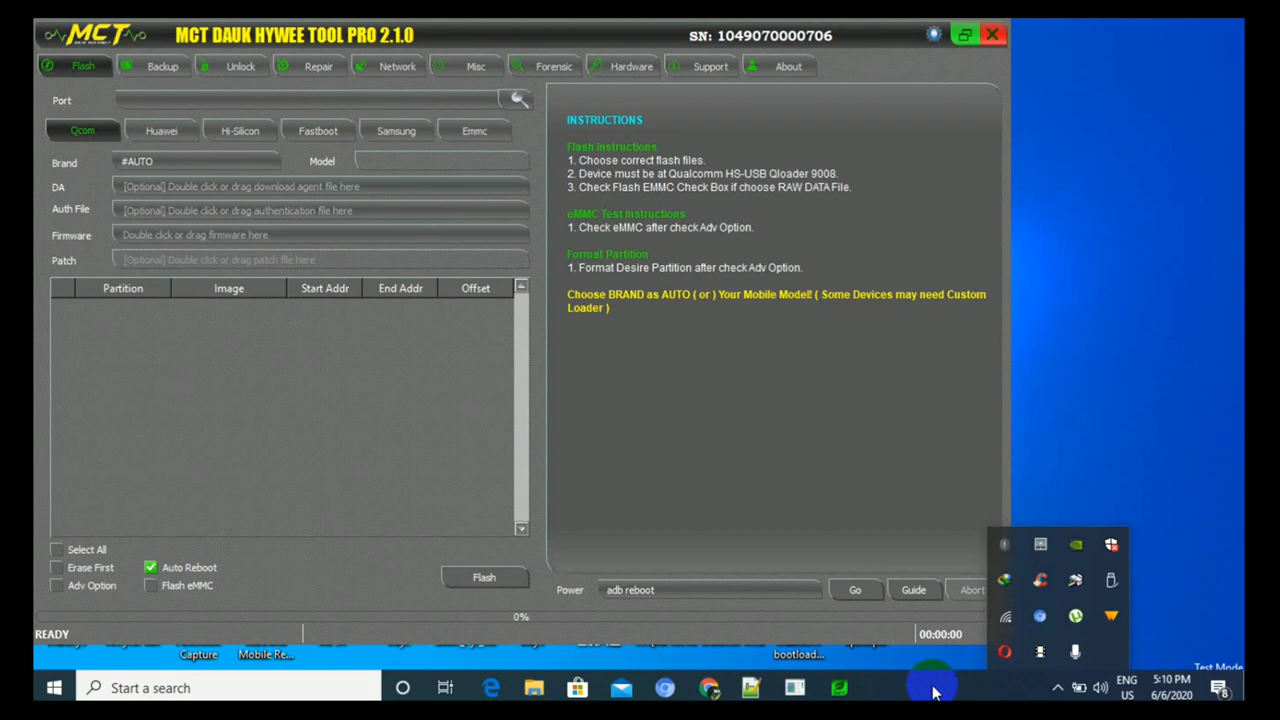 MCT
MCT DAUK HYWEE TOOL PRO 2.1.0
SN: 1049070000706
Flash
Backup
Unlock
Repair
Network
Misc
Forensic
Hardware
Support
About
Port
Qcom
Huawei
Hi-Silicon
Fastboot
Samsung
Emmc
Brand
#AUTO
Model
DA
[Optional] Double click or drag download agent file here
Auth File
[Optional] Double click or drag authentication file here
Firmware
Double click or drag firmware here
Patch
[Optional] Double click or drag patch file here
Partition
Image
Start Addr
End Addr
Offset
Select All
Erase First
Auto Reboot
Adv Option
Flash eMMC
Flash
INSTRUCTIONS
Flash Instructions
1. Choose correct flash files.
2. Device must be at Qualcomm HS-USB Qloader 9008.
3. Check Flash EMMC Check Box if choose RAW DATA File.
eMMC Test Instructions
1. Check eMMC after check Adv Option.
Format Partition
1. Format Desire Partition after check Adv Option.
Choose BRAND as AUTO ( or ) Your Mobile Model! ( Some Devices may need Custom
Loader )
Power
adb reboot
Go
Guide
Abort
0%
READY
00:00:00
Capture
Mobile Re...
bootload...
Test Mode
Start a search
ENG
US
5:10 PM
6/6/2020
8